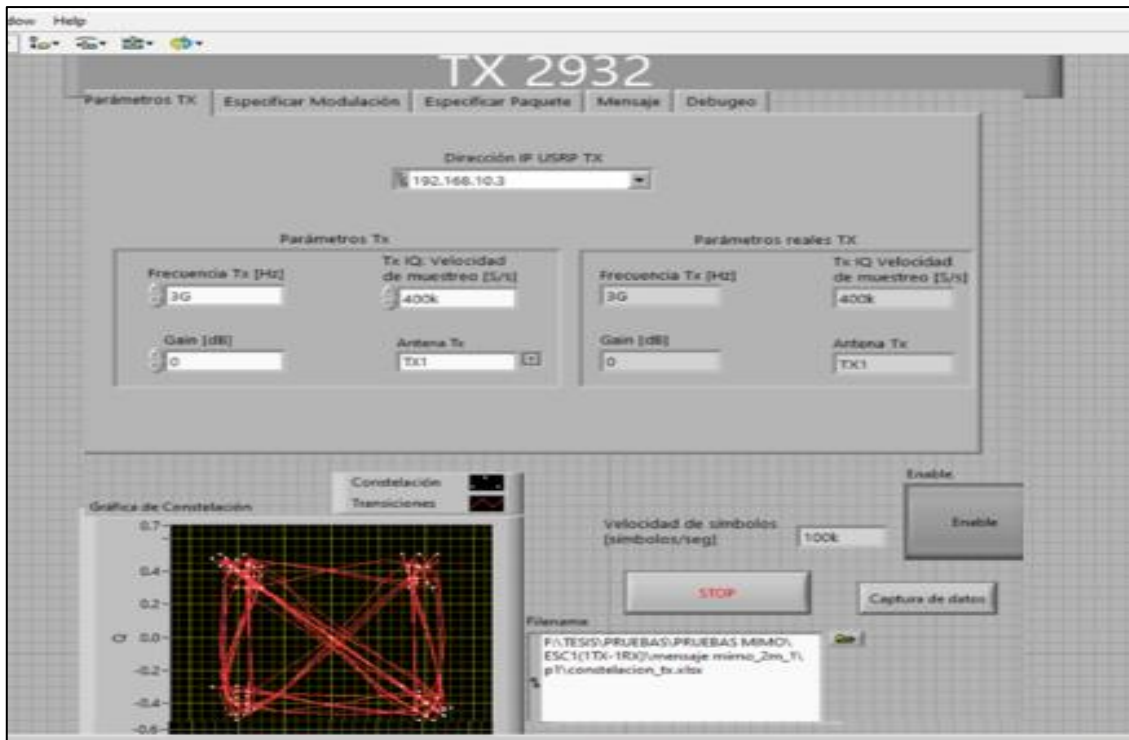 Help
TX 2932
Parámetros TX
Especificar Modulación
Especificar Paquete
Mensaje
Debugeo
Dirección IP USRP TX
192.168.10.3
Parámetros Tx
Frecuencia Tx [Hz]
3G
Tx IQ: Velocidad
de muestreo [S/s]
400k
Gain [dB]
0
Antena Tx
TX1
Parámetros reales TX
Frecuencia Tx [Hz]
3G
Tx IQ Velocidad
de muestreo [S/s]
400k
Gain [dB]
0
Antena Tx
TX1
Constelación
Transiciones
Gráfica de Constelación
0.7
0.4
0.2
0.0
-0.2
-0.4
-0.6
Enable
Enable
Velocidad de símbolos
[símbolos/seg]
100k
STOP
Captura de datos
Filename
F:\TESIS\PRUEBAS\PRUEBAS MIMO\
ESC1(1TX-1RX)\mensaje mimo_2m_1\
p1\constelacion_tx.xlsx